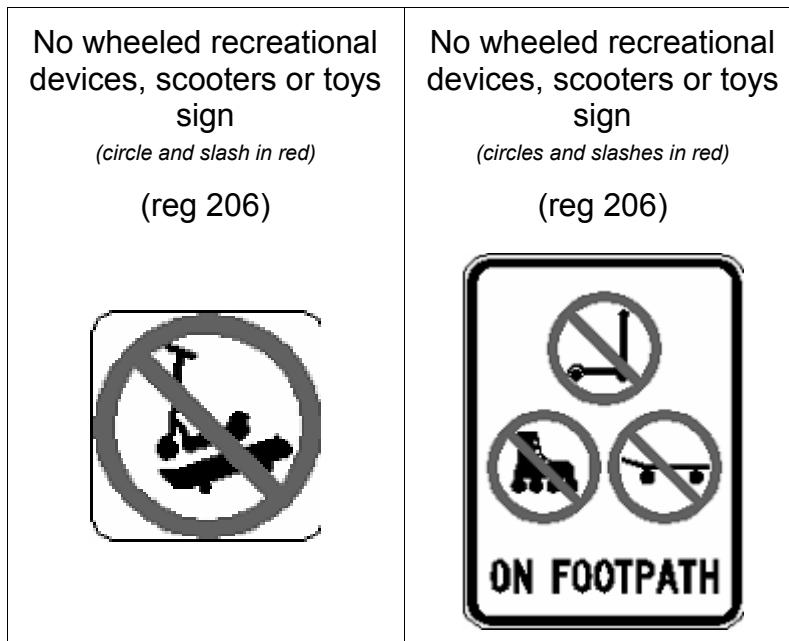 No wheeled recreational
devices, scooters or toys
sign
(circle and slash in red)
(reg 206)
No wheeled recreational
devices, scooters or toys
sign
(circles and slashes in red)
(reg 206)
ON FOOTPATH